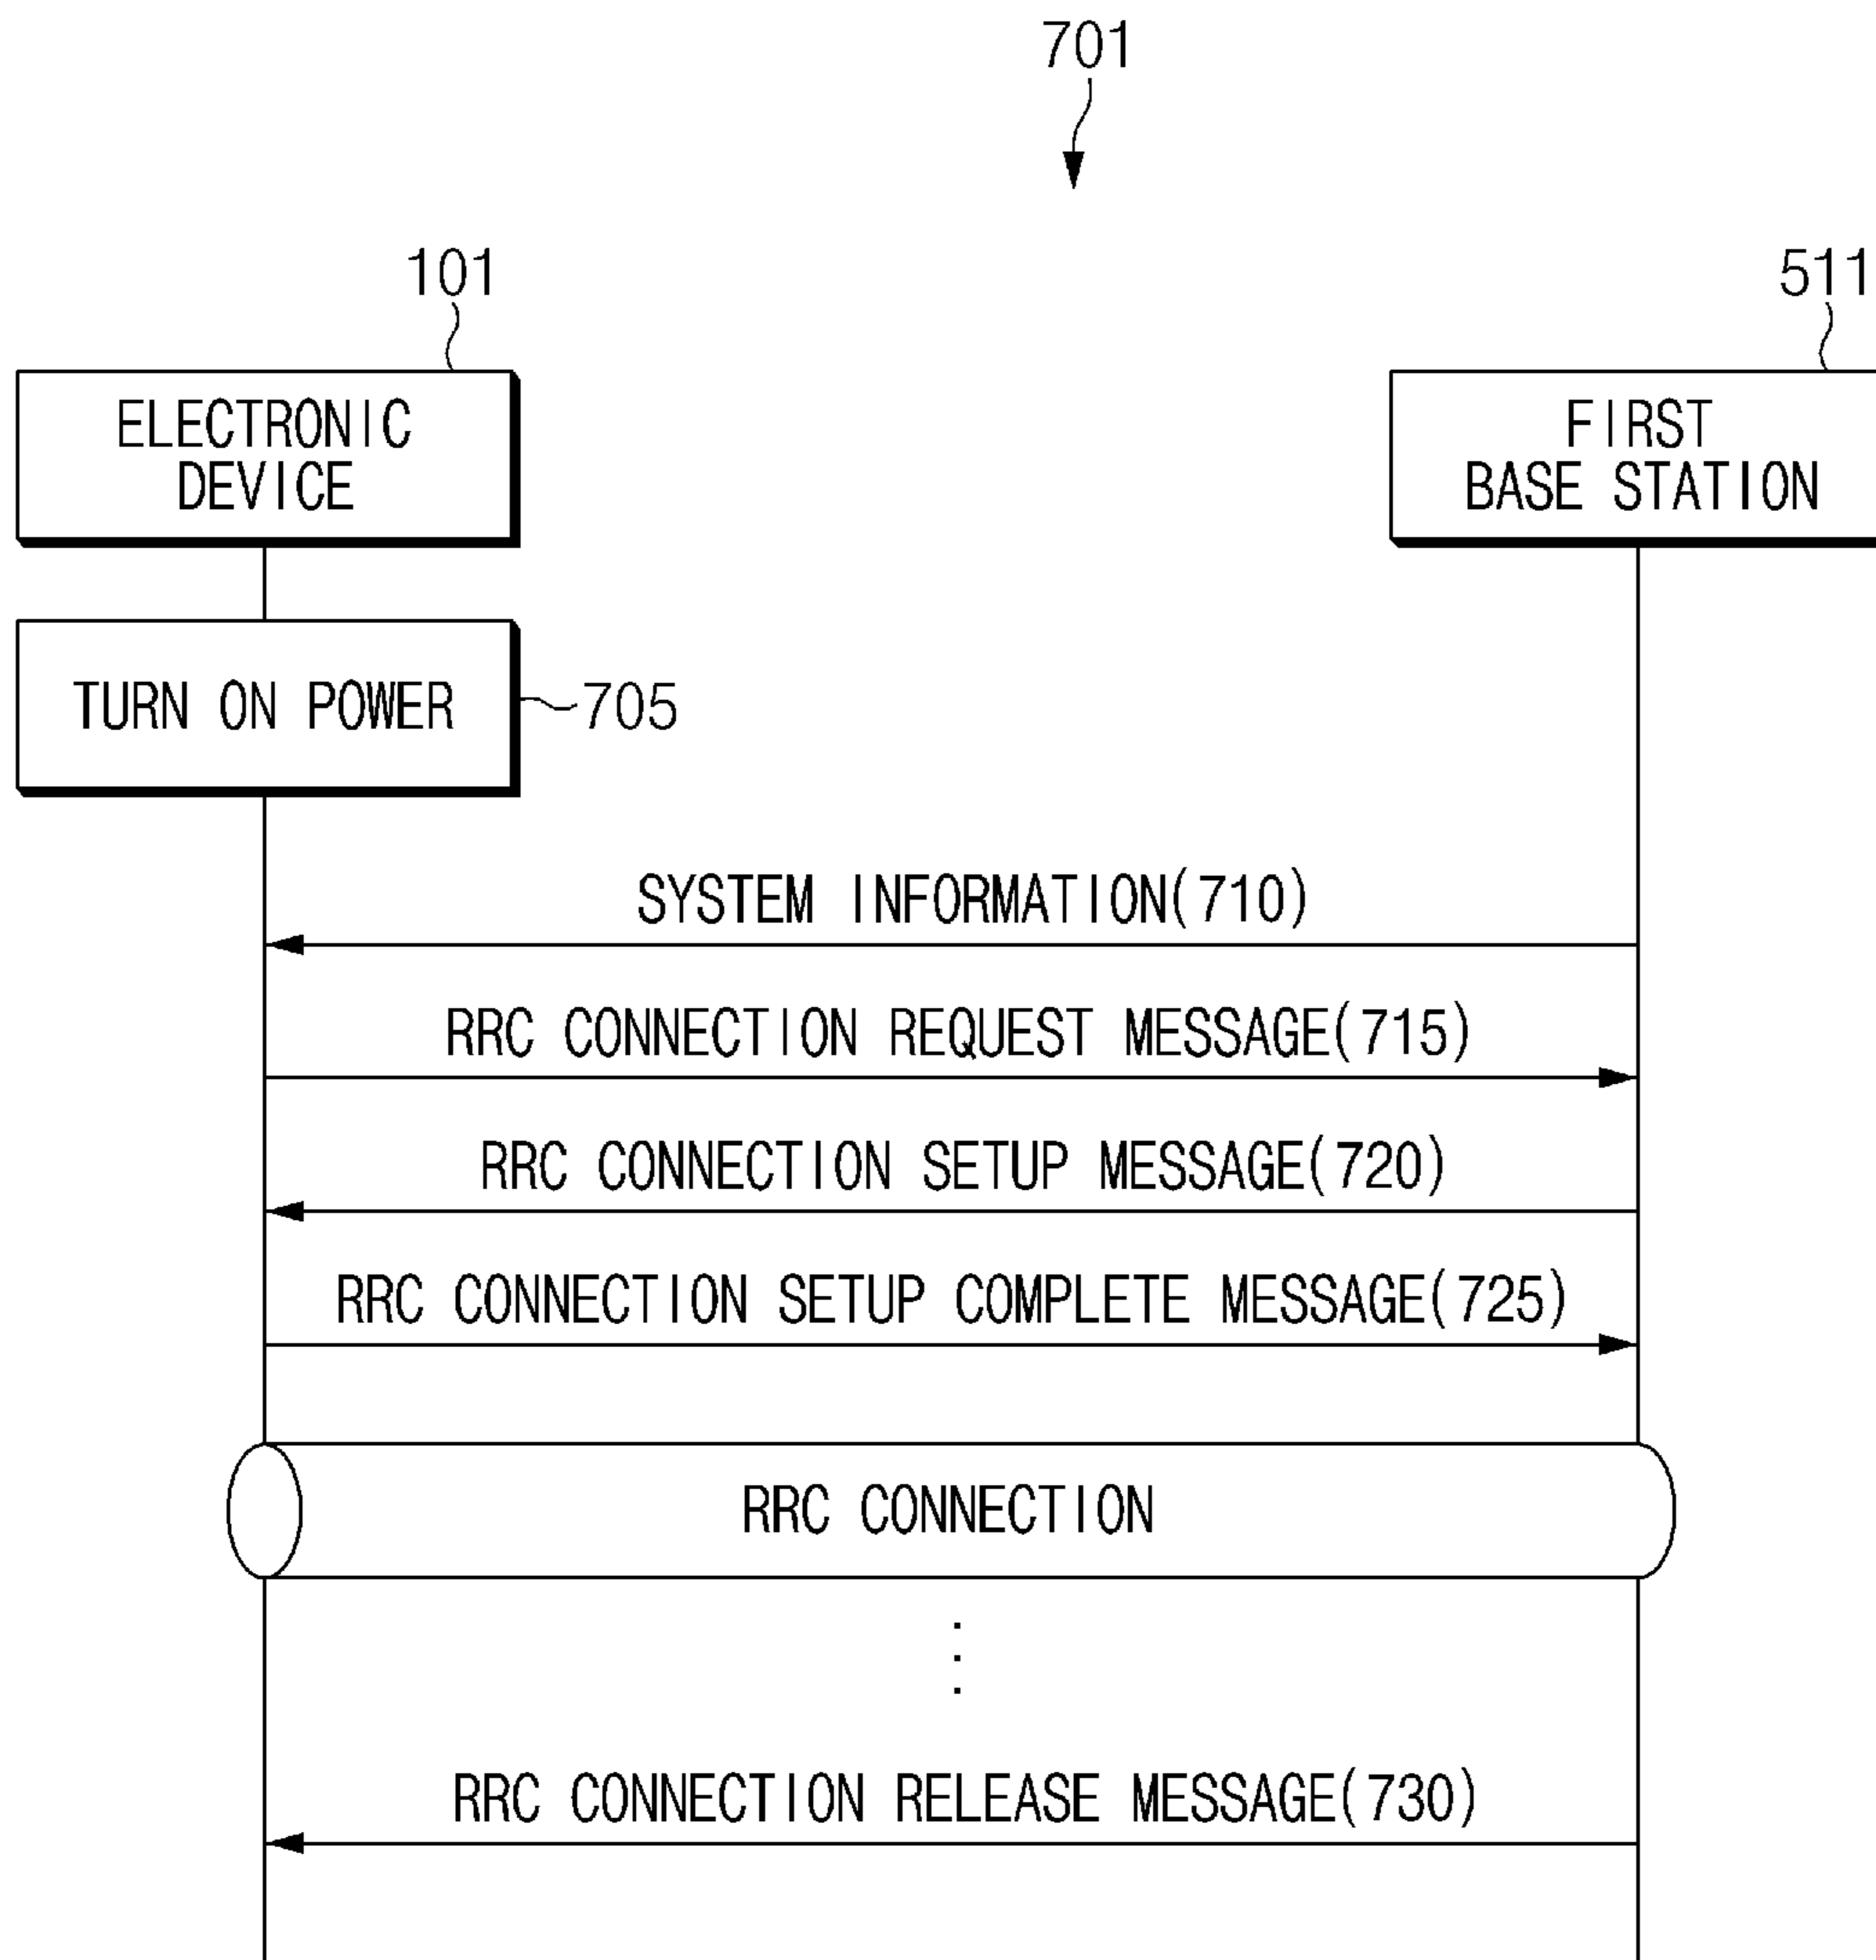 701
101
511
ELECTRONIC
DEVICE
FIRST
BASE STATION
TURN ON POWER
705
SYSTEM INFORMATION(710)
RRC CONNECTION REQUEST MESSAGE(715)
RRC CONNECTION SETUP MESSAGE(720)
RRC CONNECTION SETUP COMPLETE MESSAGE(725)
RRC CONNECTION
RRC CONNECTION RELEASE MESSAGE(730)